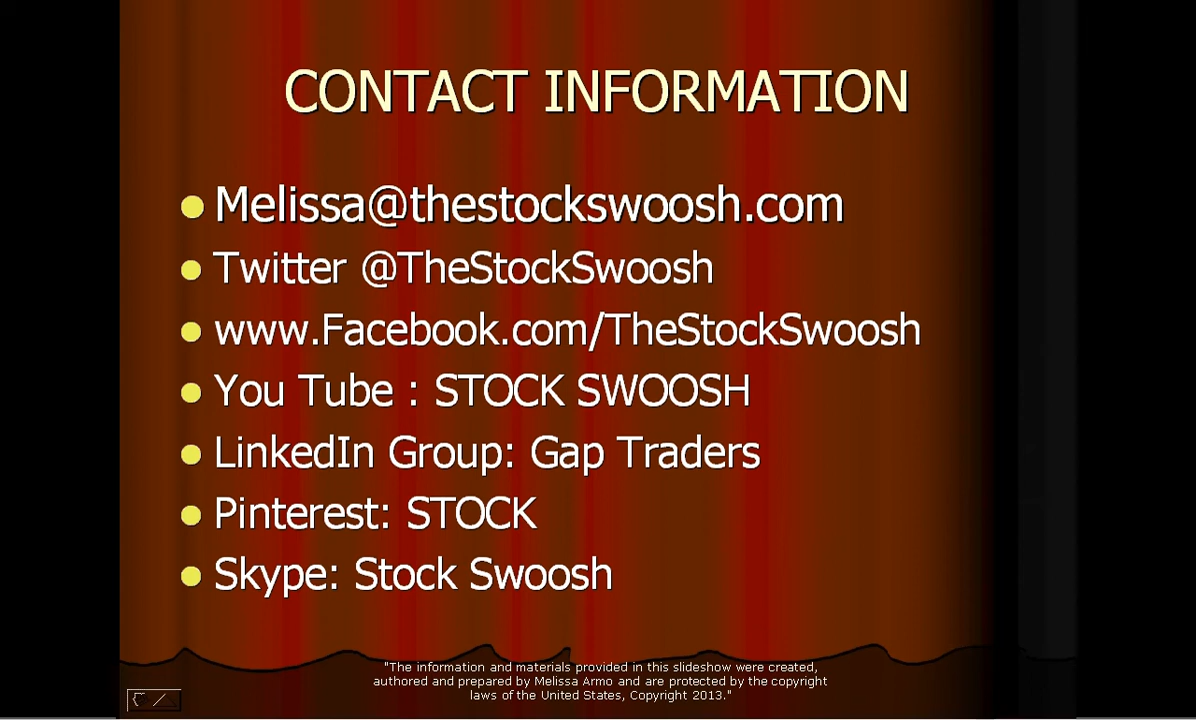 CONTACT INFORMATION
Melissa@thestockswoosh.com
Twitter @TheStockSwoosh
www.Facebook.com/TheStockSwoosh
You Tube : STOCK SWOOSH
LinkedIn Group: Gap Traders
Pinterest: STOCK
Skype: Stock Swoosh
"The information and materials provided in this slideshow were created,
authored and prepared by Melissa Armo and are protected by the copyright
laws of the United States, Copyright 2013."